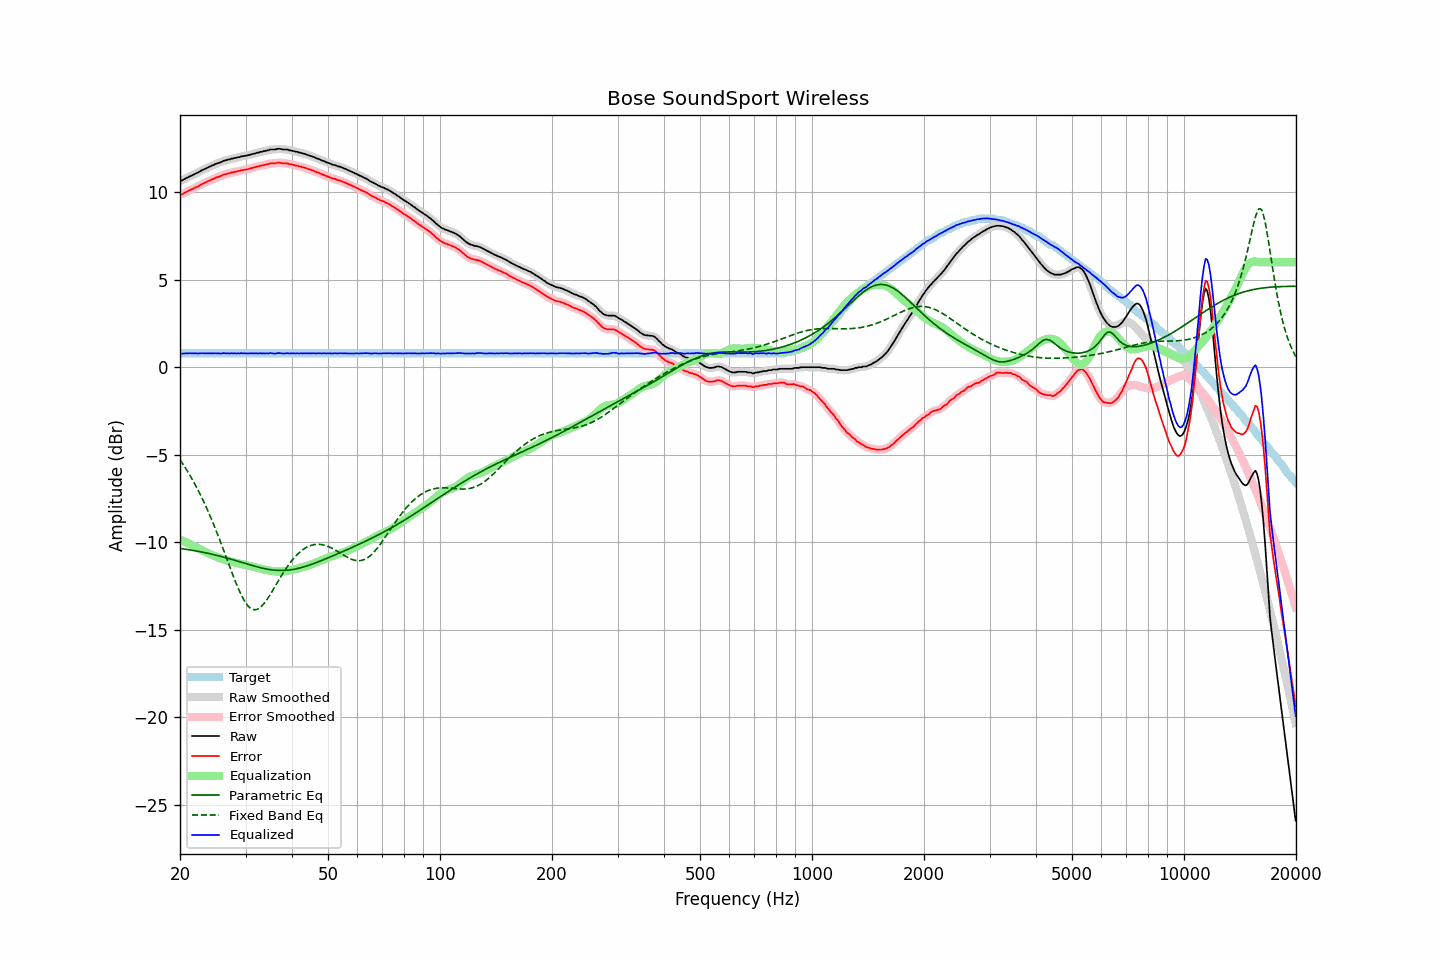 Bose SoundSport Wireless
Amplitude (dBr)
10
5
0
−5
−10
−15
−20
−25
Target
Raw Smoothed
Error Smoothed
Raw
Error
Equalization
Parametric Eq
Fixed Band Eq
Equalized
20 50 100 200 500 1000 2000 5000 10000 20000
Frequency (Hz)